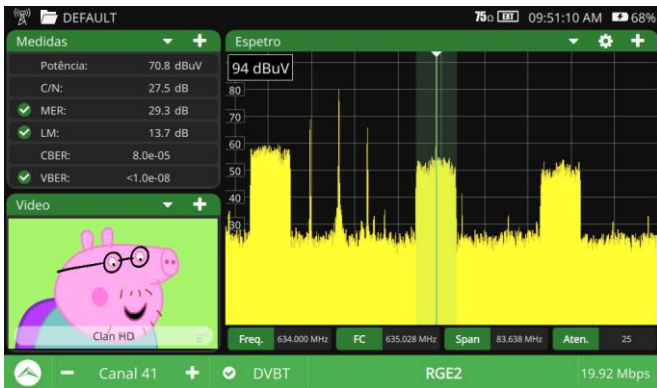 DEFAULT
75Ω EXT 09:51:10 AM 68%
Medidas
Potência: 70.8 dBuV
C/N: 27.5 dB
MER: 29.3 dB
LM: 13.7 dB
CBER: 8.0e-05
VBER: <1.0e-08
Video
Clan HD
Espetro
94 dBuV
80
70
60
50
40
30
Freq. 634.000 MHz FC 635.028 MHz Span 83.638 MHz Aten. 25
Canal 41 DVBT RGE2 19.92 Mbps